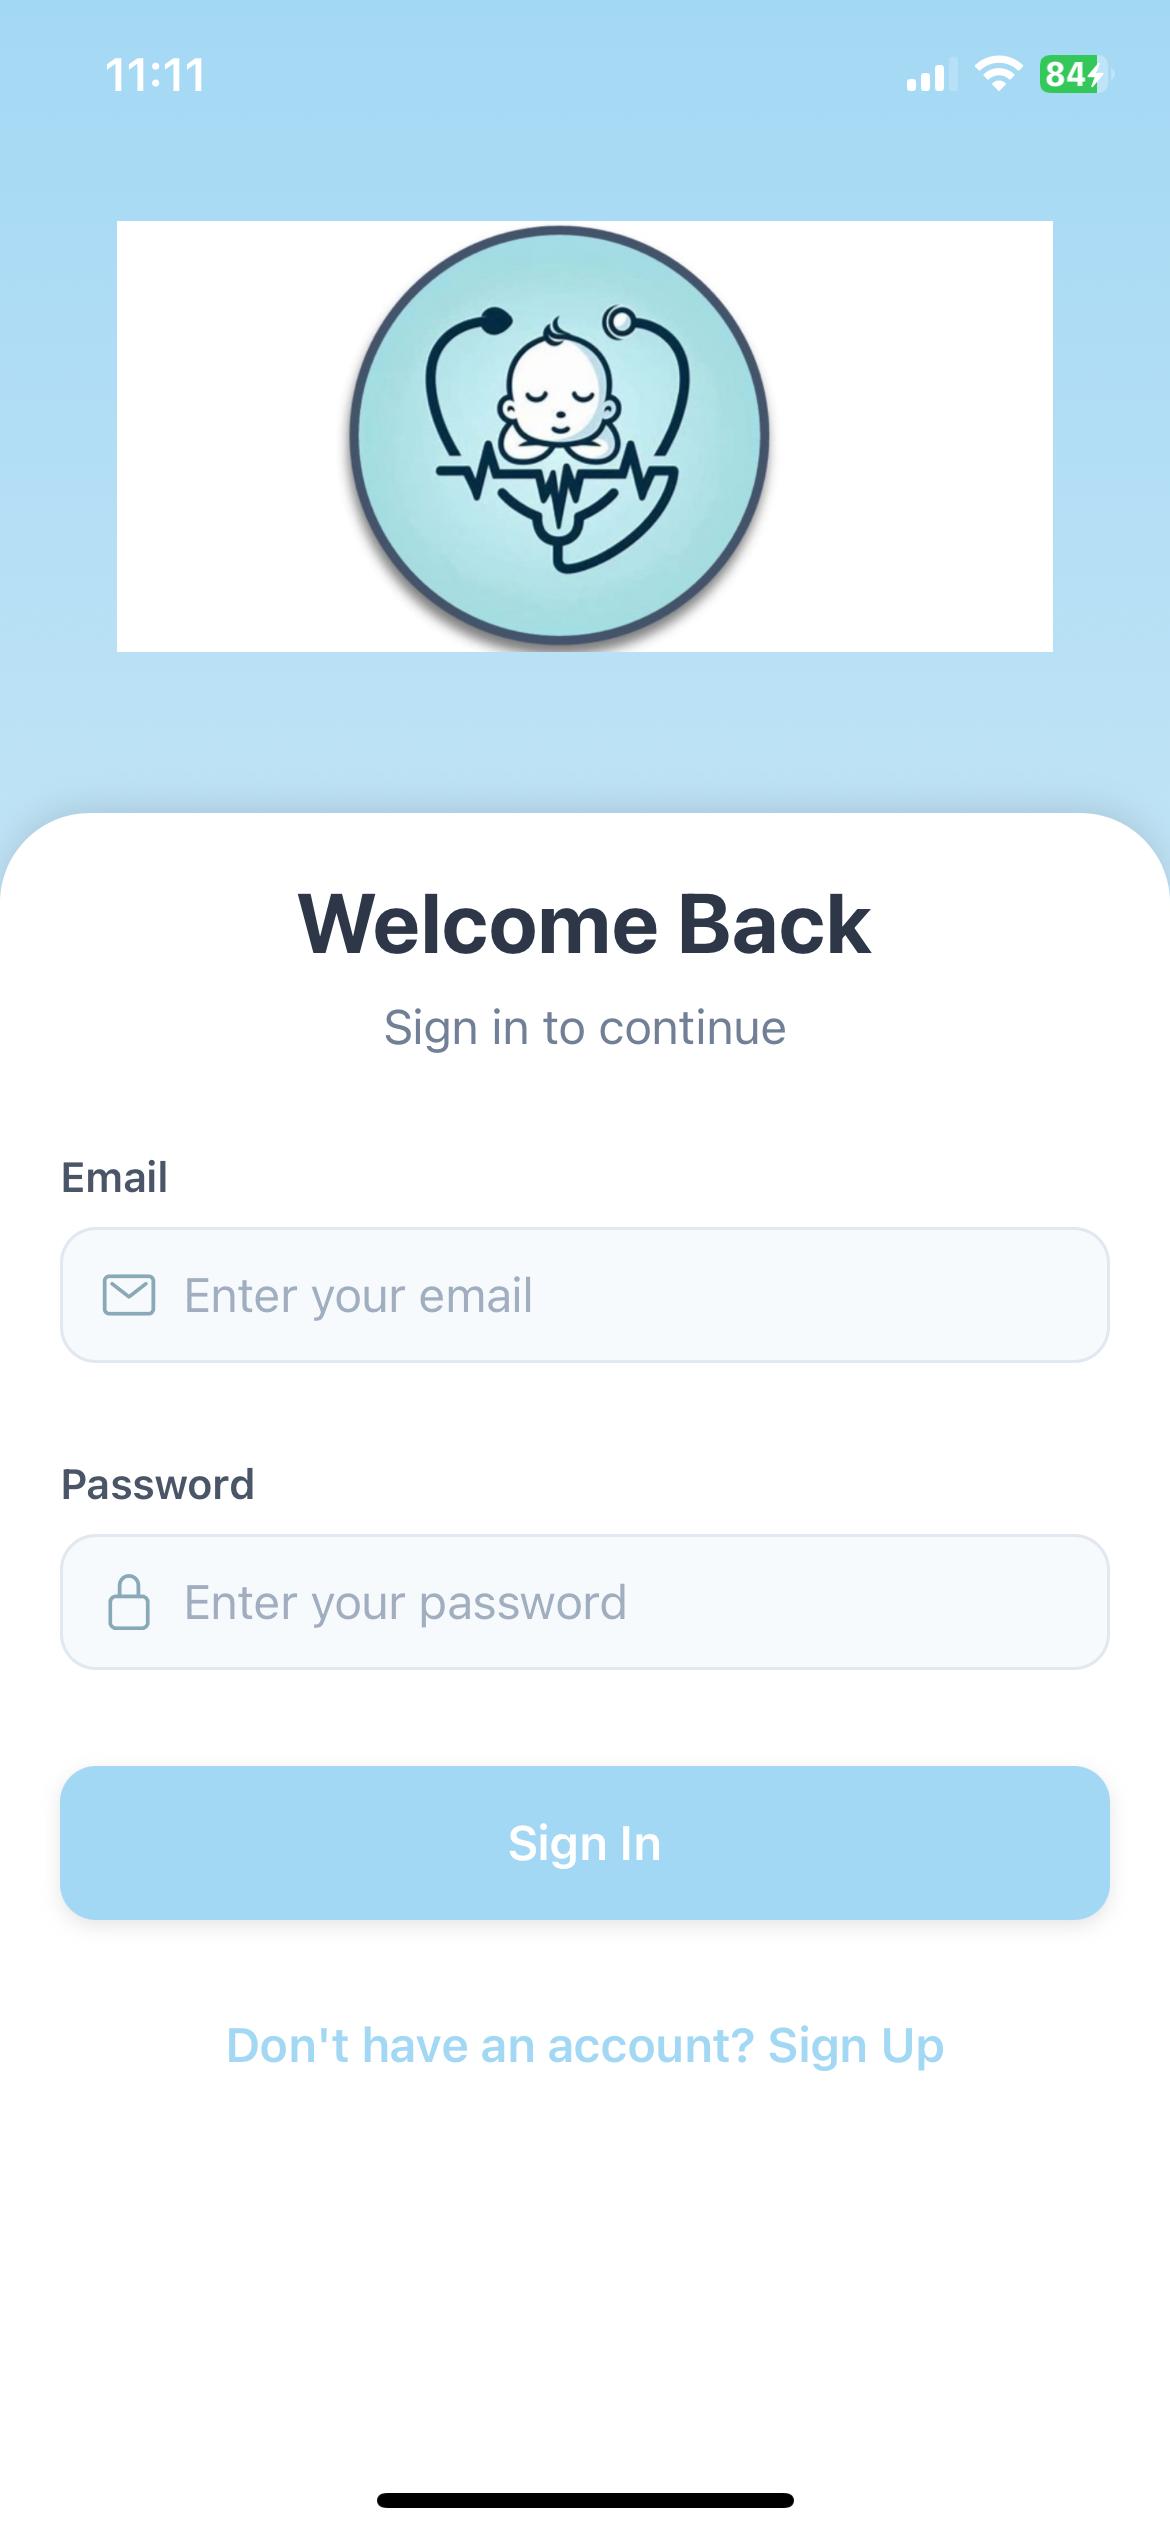 11:11
84
Welcome Back
Sign in to continue
Email
Enter your email
Password
Enter your password
Sign In
Don't have an account? Sign Up